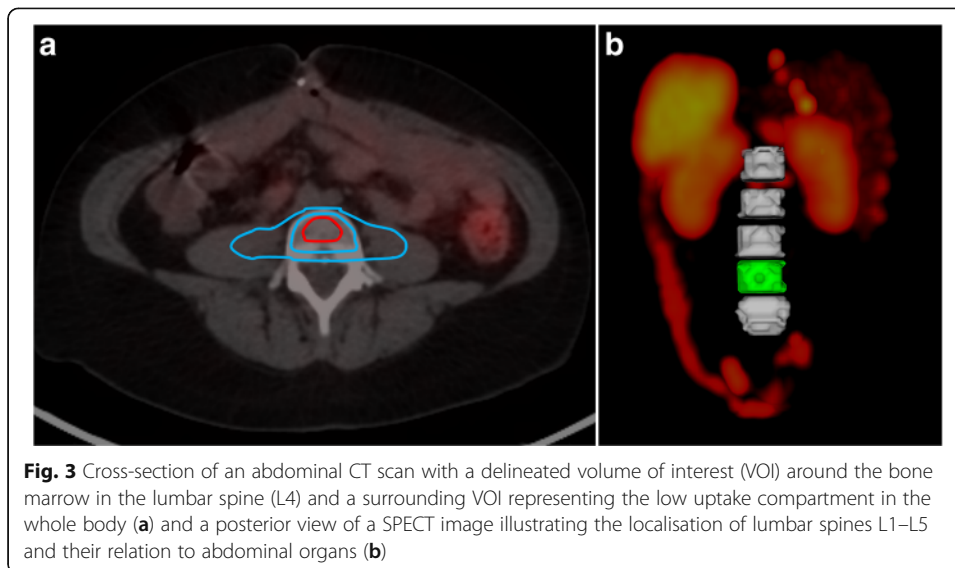 a
b
Fig. 3 Cross-section of an abdominal CT scan with a delineated volume of interest (VOI) around the bone
marrow in the lumbar spine (L4) and a surrounding VOI representing the low uptake compartment in the
whole body (a) and a posterior view of a SPECT image illustrating the localisation of lumbar spines L1–L5
and their relation to abdominal organs (b)